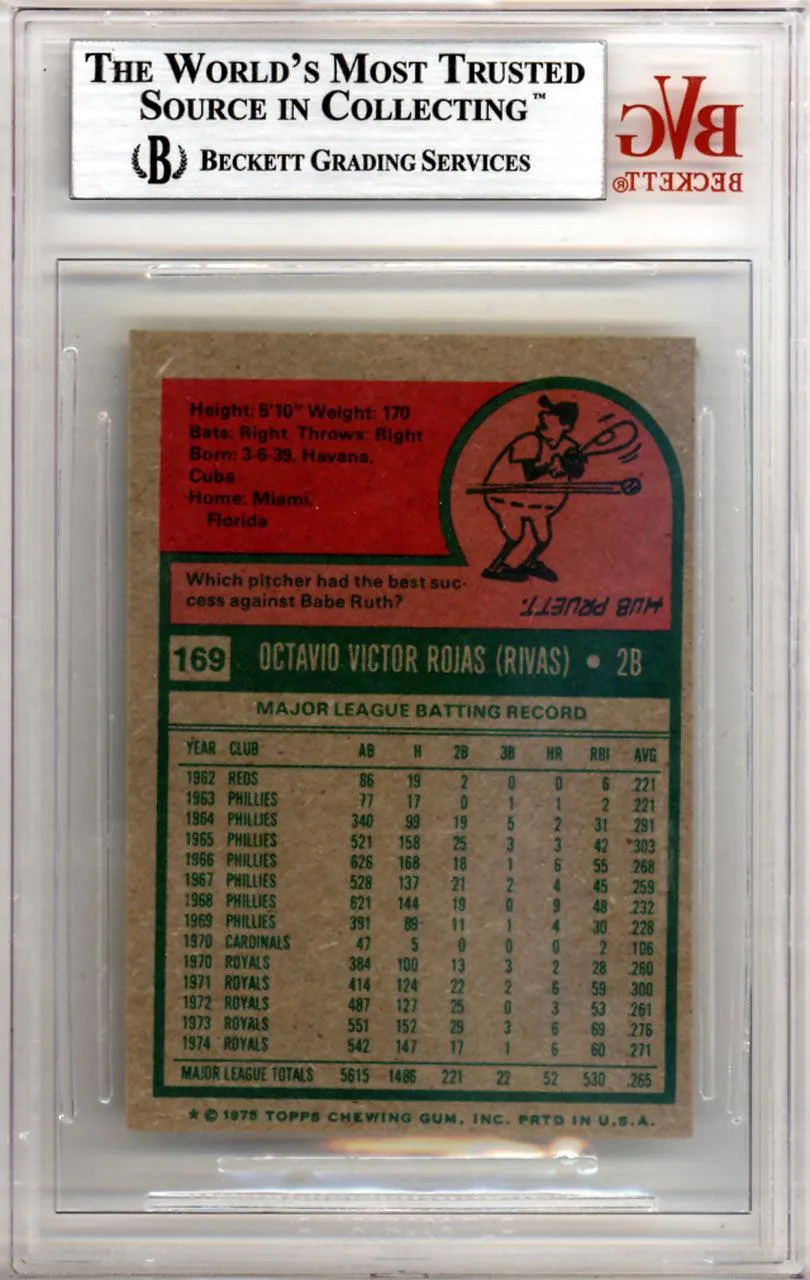 THE WORLD'S MOST TRUSTED
SOURCE IN COLLECTING™
B BECKETT GRADING SERVICES
BVG
BECKETT®
Height: 5'10" Weight: 170
Bats: Right Throws: Right
Born: 3-6-39, Havana,
Cuba
Home: Miami,
Florida
Which pitcher had the best suc-
cess against Babe Ruth?
HUB PRUETT.
169 OCTAVIO VICTOR ROJAS (RIVAS) • 2B
MAJOR LEAGUE BATTING RECORD
YEAR CLUB AB H 2B 3B HR RBI AVG
1962 REDS 86 19 2 0 0 6 .221
1963 PHILLIES 77 17 0 1 1 2 .221
1964 PHILLIES 340 99 19 5 2 31 .291
1965 PHILLIES 521 158 25 3 3 42 .303
1966 PHILLIES 626 168 18 1 6 55 .268
1967 PHILLIES 528 137 21 2 4 45 .259
1968 PHILLIES 621 144 19 0 9 48 .232
1969 PHILLIES 391 89 11 1 4 30 .228
1970 CARDINALS 47 5 0 0 0 2 .106
1970 ROYALS 384 100 13 3 2 28 .260
1971 ROYALS 414 124 22 2 6 59 .300
1972 ROYALS 487 127 25 0 3 53 .261
1973 ROYALS 551 152 29 3 6 69 .276
1974 ROYALS 542 147 17 1 6 60 .271
MAJOR LEAGUE TOTALS 5615 1486 221 22 52 530 .265
* © 1975 TOPPS CHEWING GUM, INC. PRTD IN U.S.A.